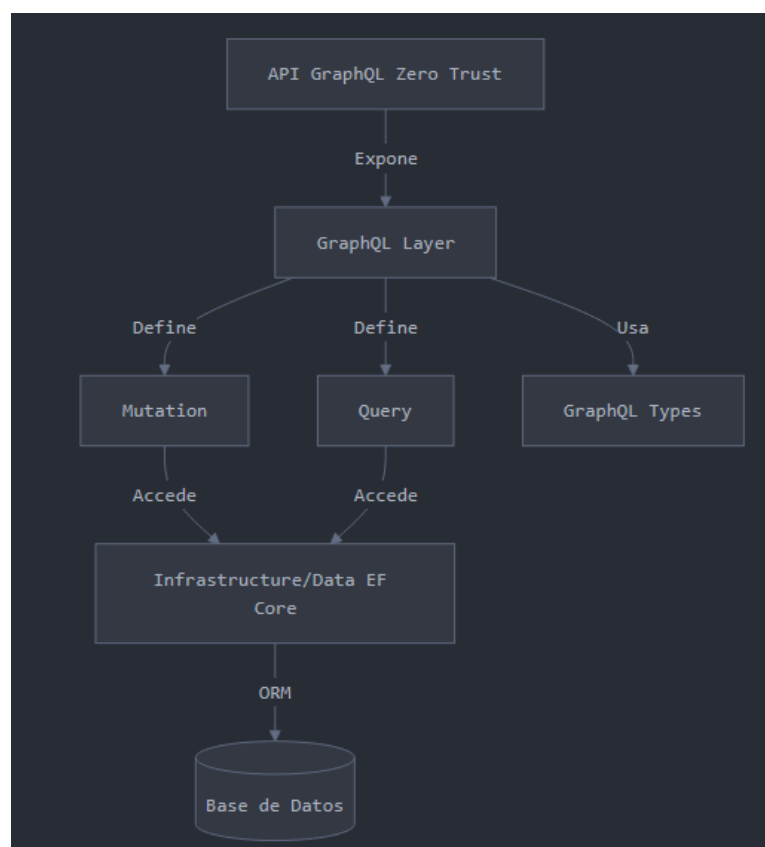 API GraphQL Zero Trust
Expone
GraphQL Layer
Define
Define
Usa
Mutation
Query
GraphQL Types
Accede
Accede
Infrastructure/Data EF
Core
ORM
Base de Datos